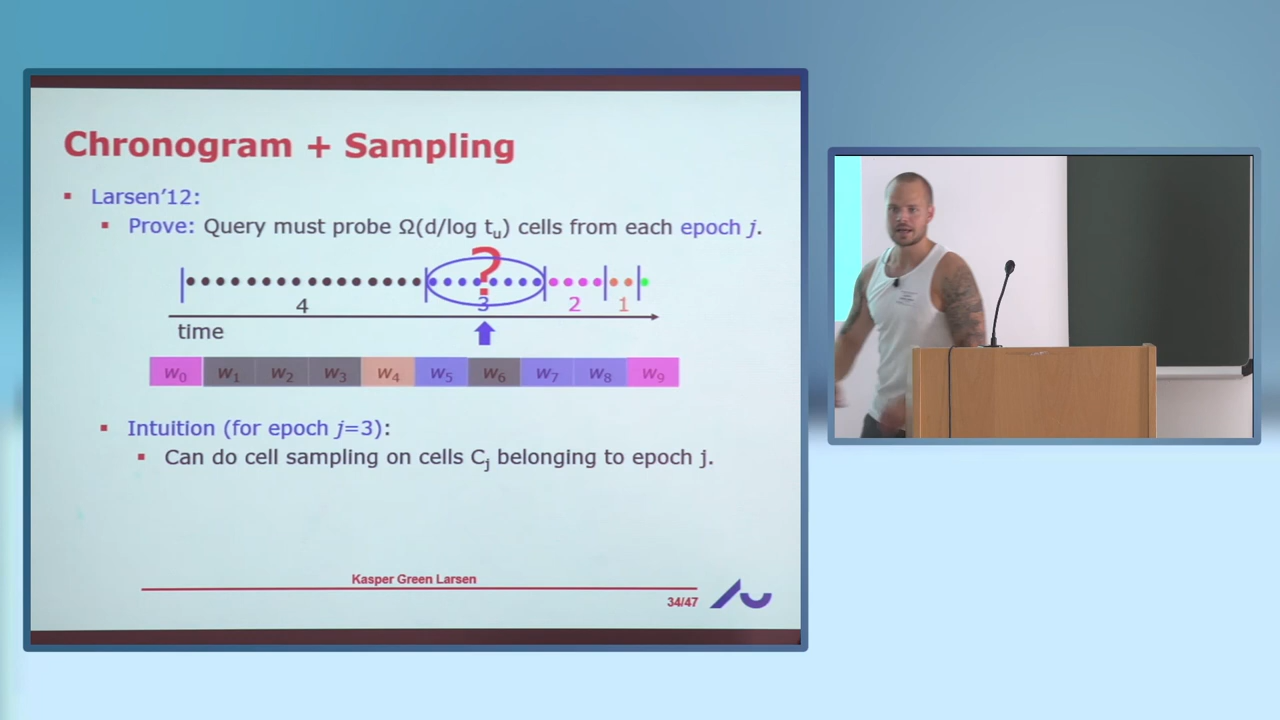 Chronogram + Sampling
Larsen'12:
Prove: Query must probe Ω(d/log tu) cells from each epoch j.
?
4 3 2 1
time
w0 w1 w2 w3 w4 w5 w6 w7 w8 w9
Intuition (for epoch j=3):
Can do cell sampling on cells Cj belonging to epoch j.
Kasper Green Larsen
34/47